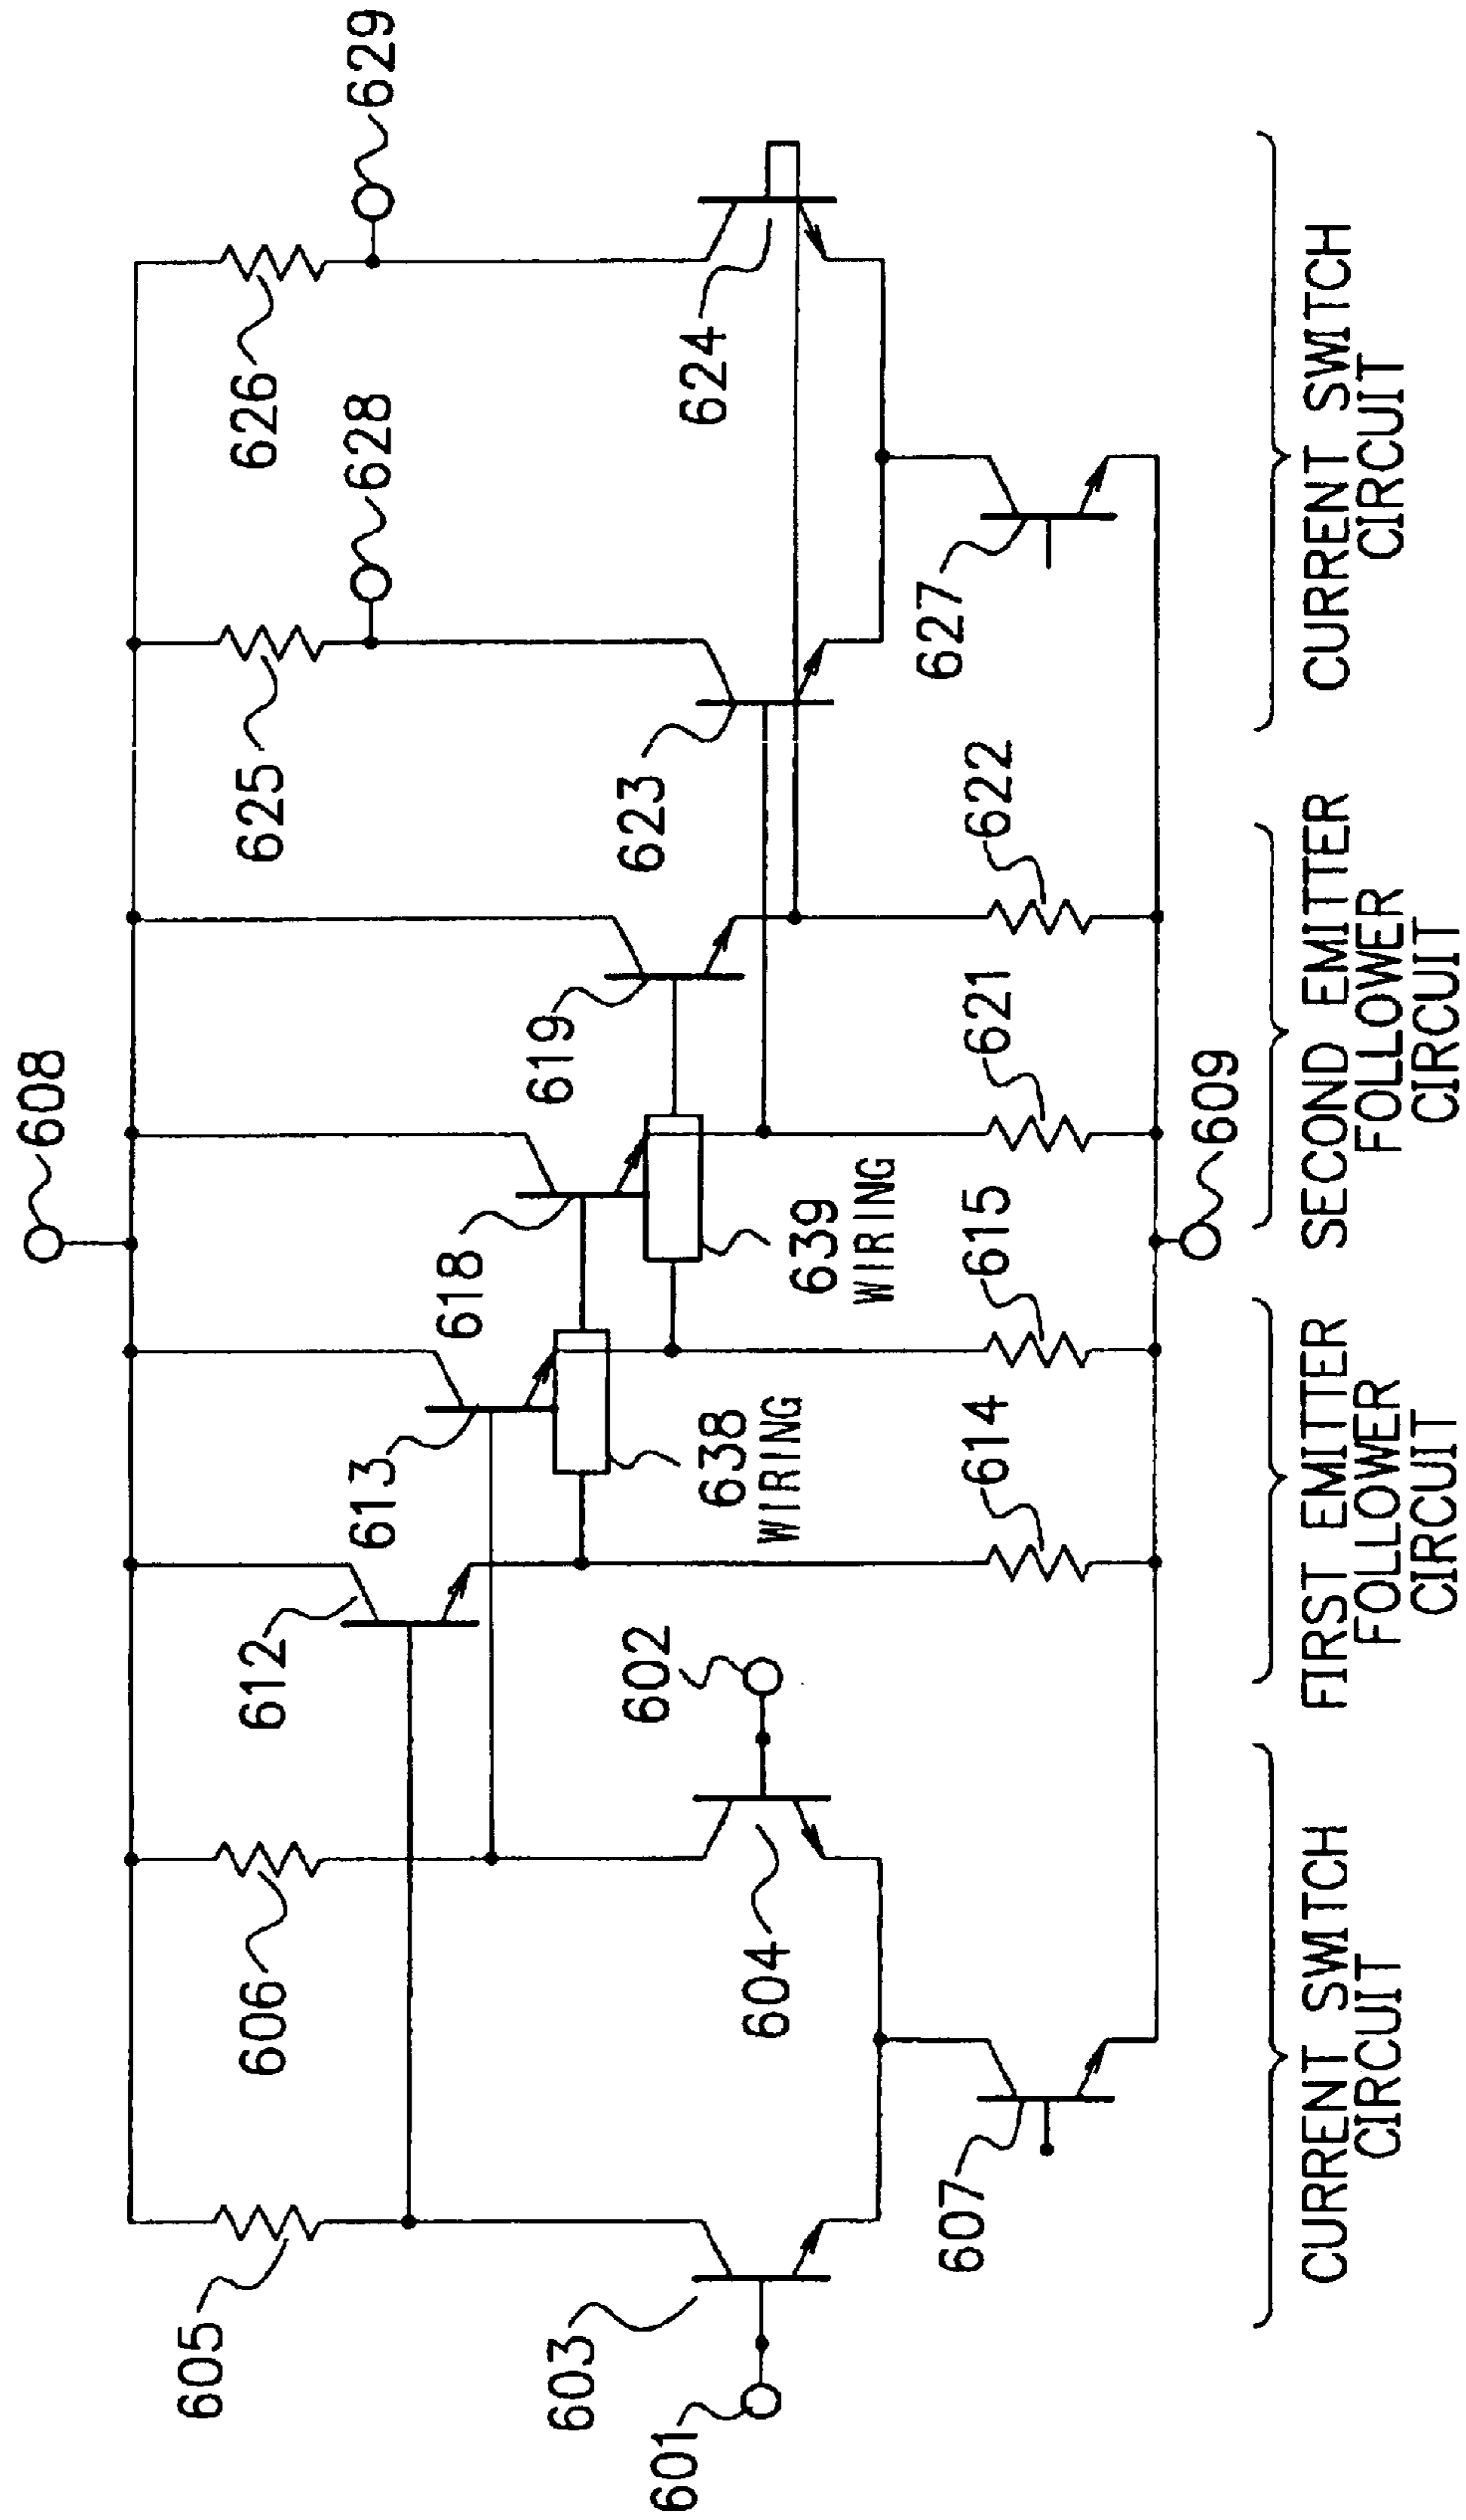 608
605
606
612
613
618
619
625
628
626
629
603
601
604
602
638
WIRING
639
WIRING
623
624
607
614
615
621
622
627
609
CURRENT SWITCH
CIRCUIT
FIRST EMITTER
FOLLOWER
CIRCUIT
SECOND EMITTER
FOLLOWER
CIRCUIT
CURRENT SWITCH
CIRCUIT